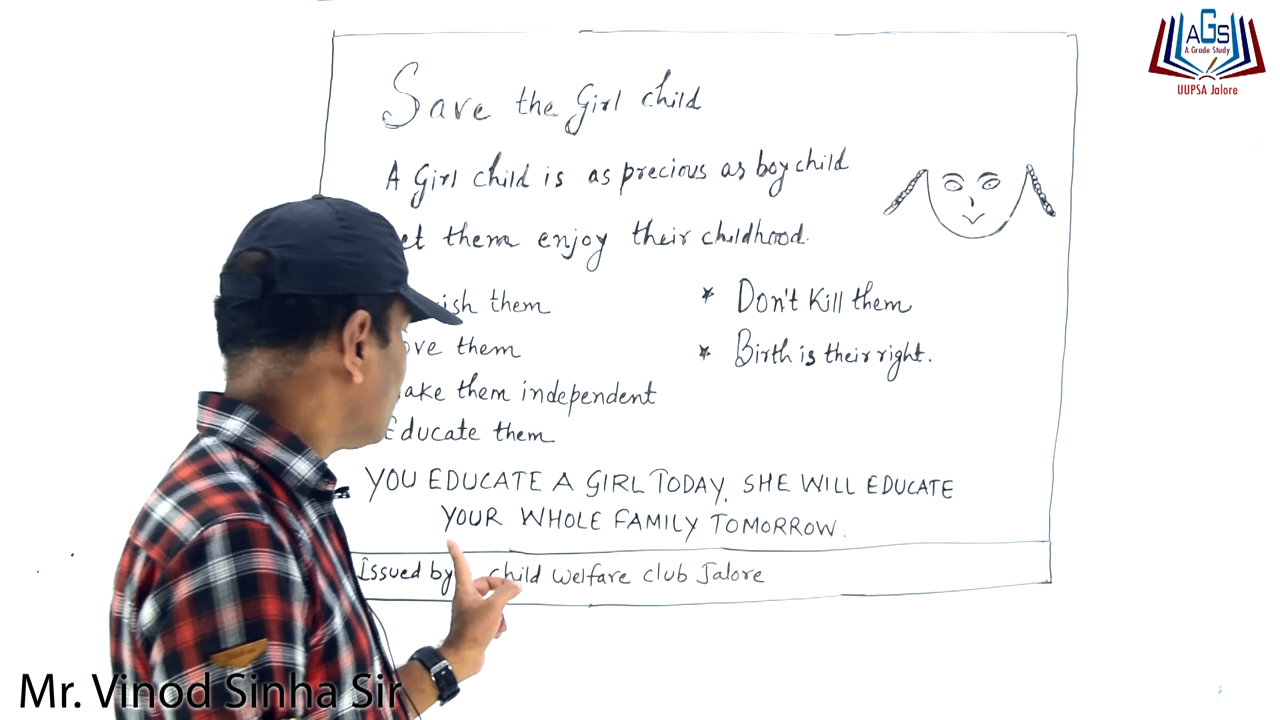 AGS
A Grade Study
UUPSA Jalore
Save the Girl child
A Girl child is as precious as boy child
et them enjoy their childhood.
ish them
* Don't Kill them
ove them
* Birth is their right.
ake them independent
Educate them
YOU EDUCATE A GIRL TODAY, SHE WILL EDUCATE
YOUR WHOLE FAMILY TOMORROW.
Issued by child welfare club Jalore
Mr. Vinod Sinha Sir